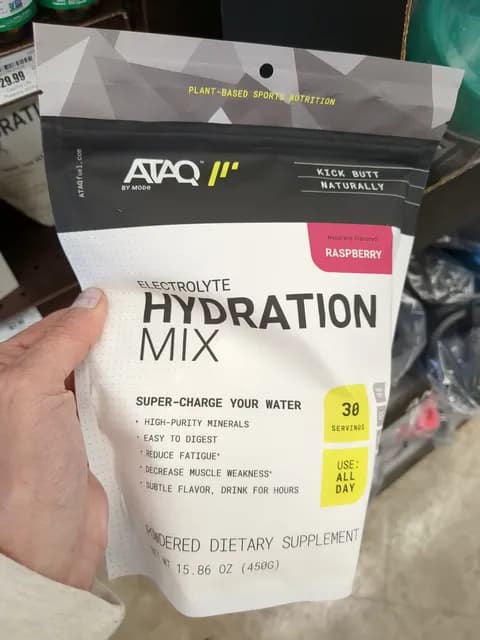 29.99
PLANT-BASED SPORTS NUTRITION
ATAQfuel.com
ATAQ™
BY MODe
KICK BUTT
NATURALLY
Naturally Flavored
RASPBERRY
ELECTROLYTE
HYDRATION
MIX
SUPER-CHARGE YOUR WATER
• HIGH-PURITY MINERALS
• EASY TO DIGEST
• REDUCE FATIGUE*
• DECREASE MUSCLE WEAKNESS*
• SUBTLE FLAVOR, DRINK FOR HOURS
30
SERVINGS
USE:
ALL
DAY
POWDERED DIETARY SUPPLEMENT
NET WT 15.86 OZ (450G)